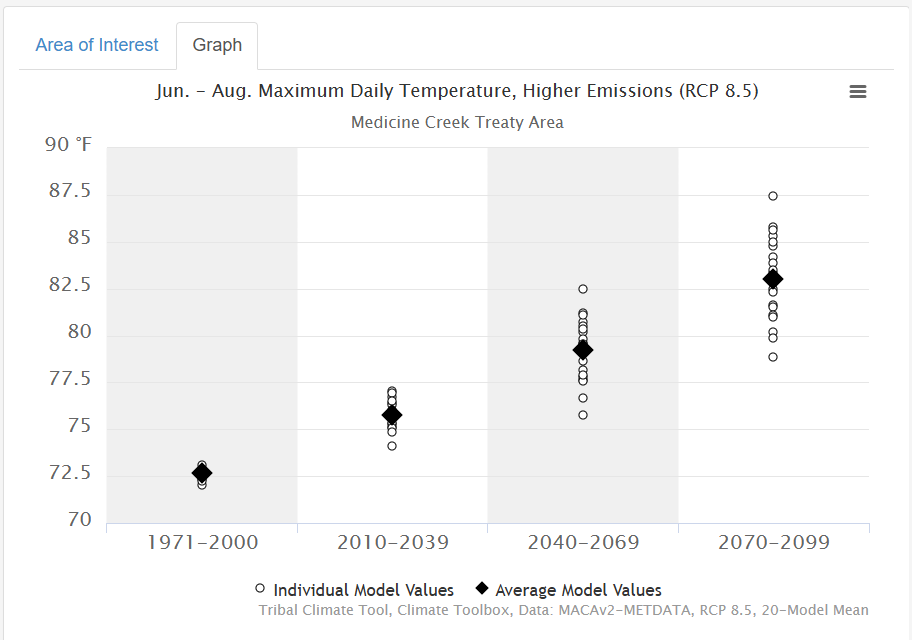 Area of Interest
Graph
Jun. – Aug. Maximum Daily Temperature, Higher Emissions (RCP 8.5)
Medicine Creek Treaty Area
90 °F
87.5
85
82.5
80
77.5
75
72.5
70
1971–2000 2010–2039 2040–2069 2070–2099
Individual Model Values Average Model Values
Tribal Climate Tool, Climate Toolbox, Data: MACAv2-METDATA, RCP 8.5, 20-Model Mean